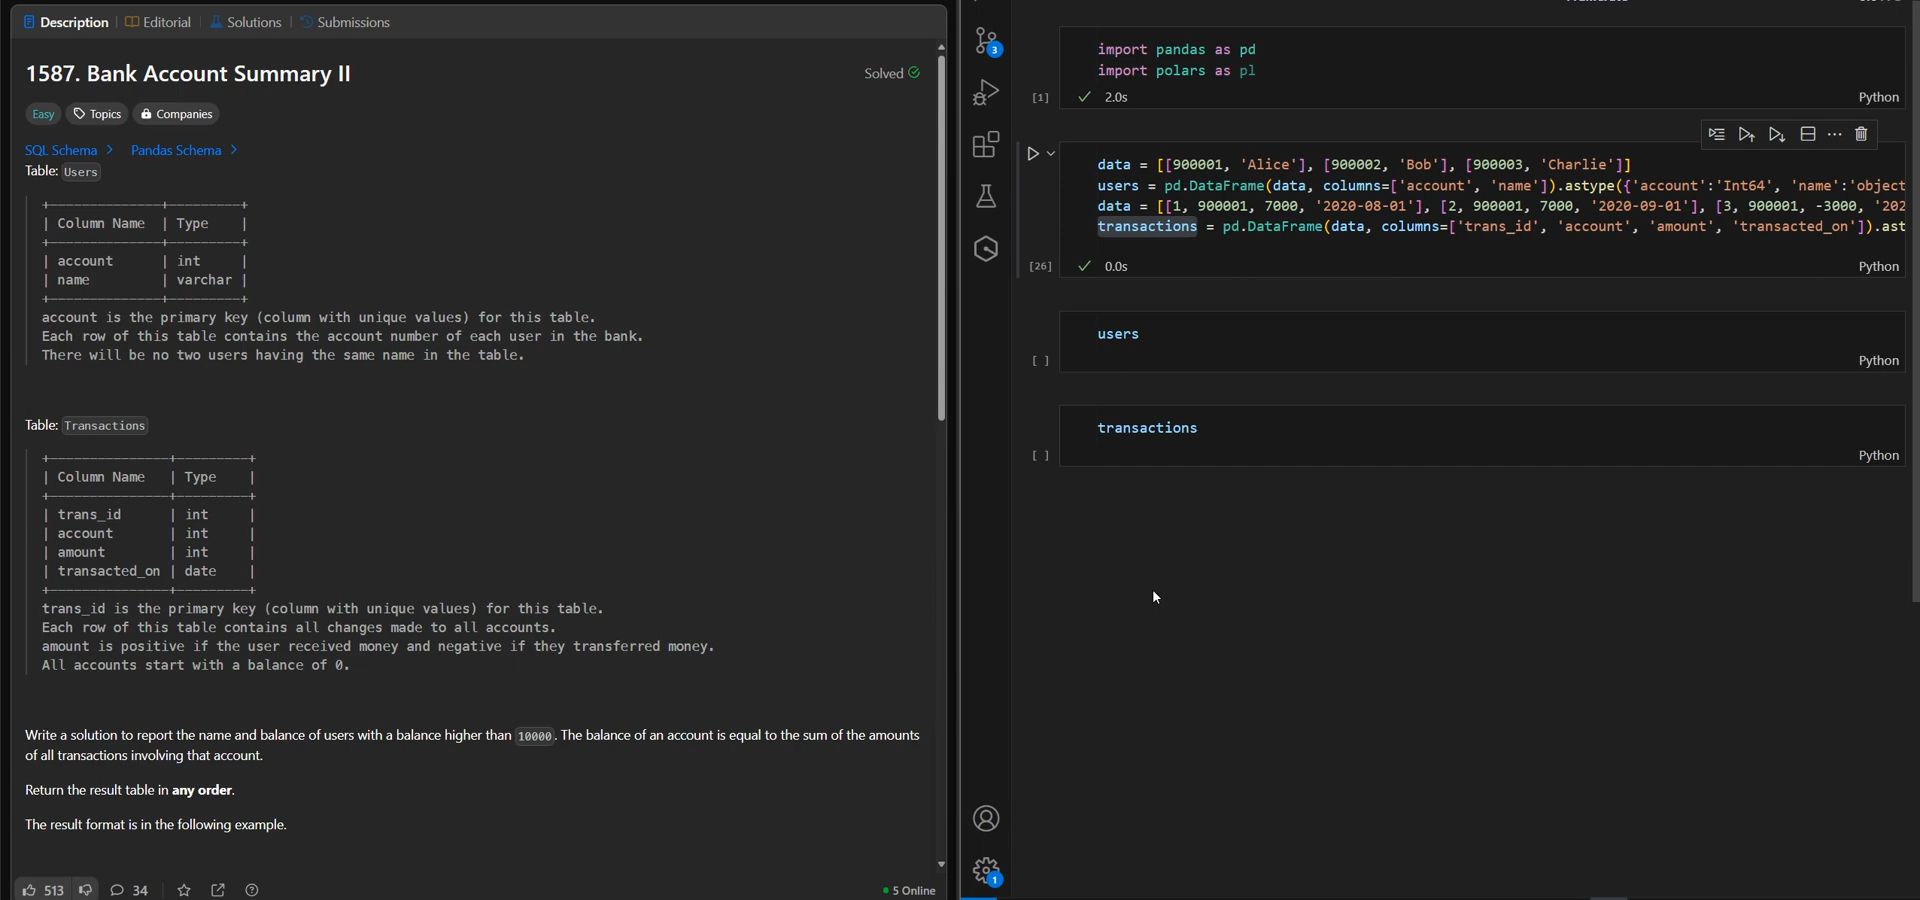 Description
Editorial
Solutions
Submissions
1587. Bank Account Summary II
Solved
Easy
Topics
Companies
SQL Schema
Pandas Schema
Table: Users
| Column Name | Type |
| account | int |
| name | varchar |
account is the primary key (column with unique values) for this table.
Each row of this table contains the account number of each user in the bank.
There will be no two users having the same name in the table.
Table: Transactions
| Column Name | Type |
| trans_id | int |
| account | int |
| amount | int |
| transacted_on | date |
trans_id is the primary key (column with unique values) for this table.
Each row of this table contains all changes made to all accounts.
amount is positive if the user received money and negative if they transferred money.
All accounts start with a balance of 0.
Write a solution to report the name and balance of users with a balance higher than 10000. The balance of an account is equal to the sum of the amounts
of all transactions involving that account.
Return the result table in any order.
The result format is in the following example.
513
34
5 Online
3
1
import pandas as pd
import polars as pl
[1]
2.0s
Python
data = [[900001, 'Alice'], [900002, 'Bob'], [900003, 'Charlie']]
users = pd.DataFrame(data, columns=['account', 'name']).astype({'account':'Int64', 'name':'object
data = [[1, 900001, 7000, '2020-08-01'], [2, 900001, 7000, '2020-09-01'], [3, 900001, -3000, '202
transactions = pd.DataFrame(data, columns=['trans_id', 'account', 'amount', 'transacted_on']).ast
[26]
0.0s
Python
users
[ ]
Python
transactions
[ ]
Python